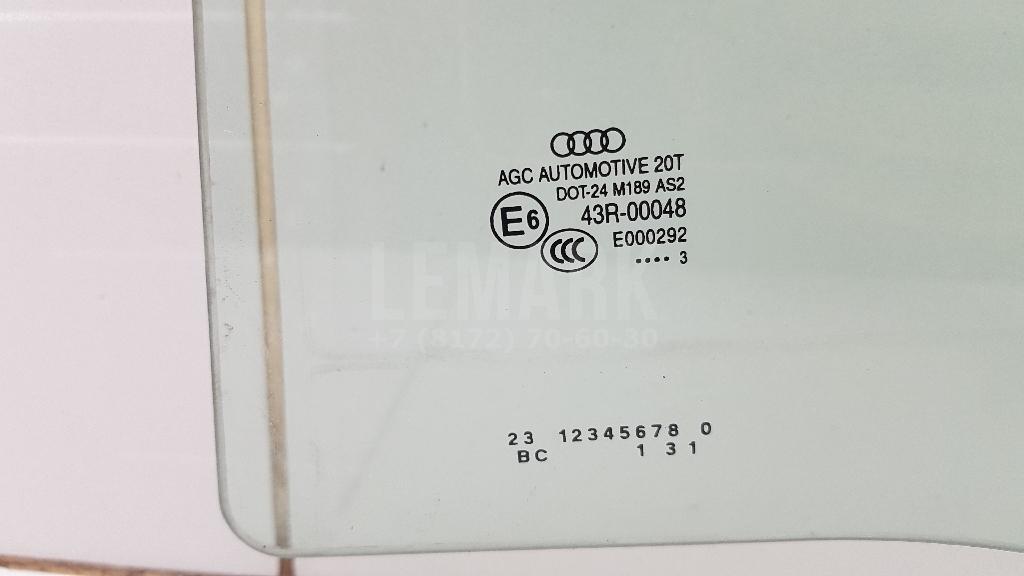 AGC AUTOMOTIVE 20T
DOT-24 M189 AS2
E6 43R-00048
CCC E000292
.... 3
LEMARK
+7 (8172) 70-60-30
23 12345678 0
BC 1 3 1